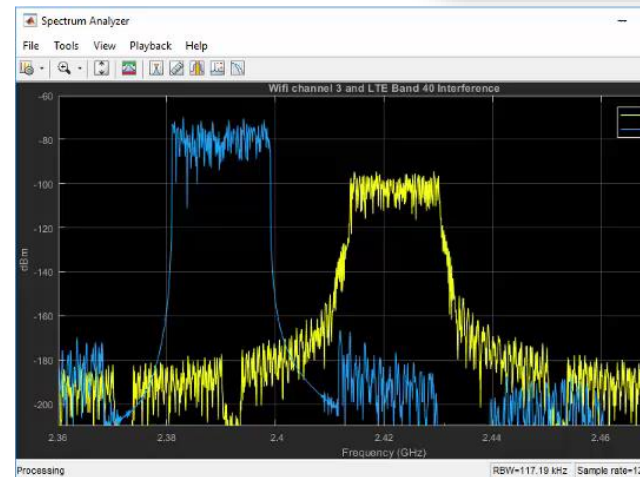 Spectrum Analyzer
File Tools View Playback Help
Wifi channel 3 and LTE Band 40 Interference
-60
-80
-100
-120
-140
-160
-180
-200
dBm
2.36 2.38 2.4 2.42 2.44 2.46
Frequency (GHz)
Processing RBW=117.19 kHz Sample rate=12